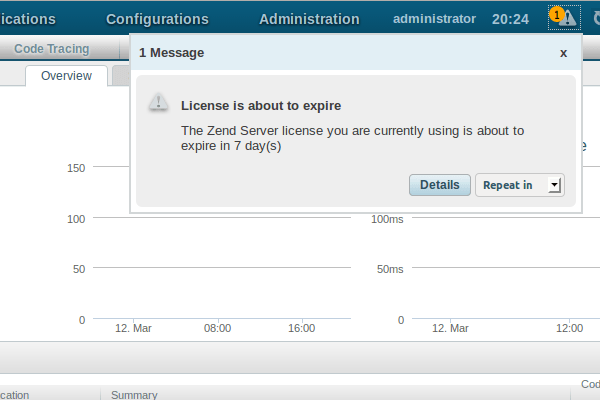 ications Configurations Administration administrator 20:24 1
Code Tracing
1 Message x
Overview
License is about to expire
The Zend Server license you are currently using is about to
expire in 7 day(s)
Details Repeat in
e
150
100 100ms
50 50ms
0 0
12. Mar 08:00 16:00 12. Mar 12:00
Cod
cation Summary